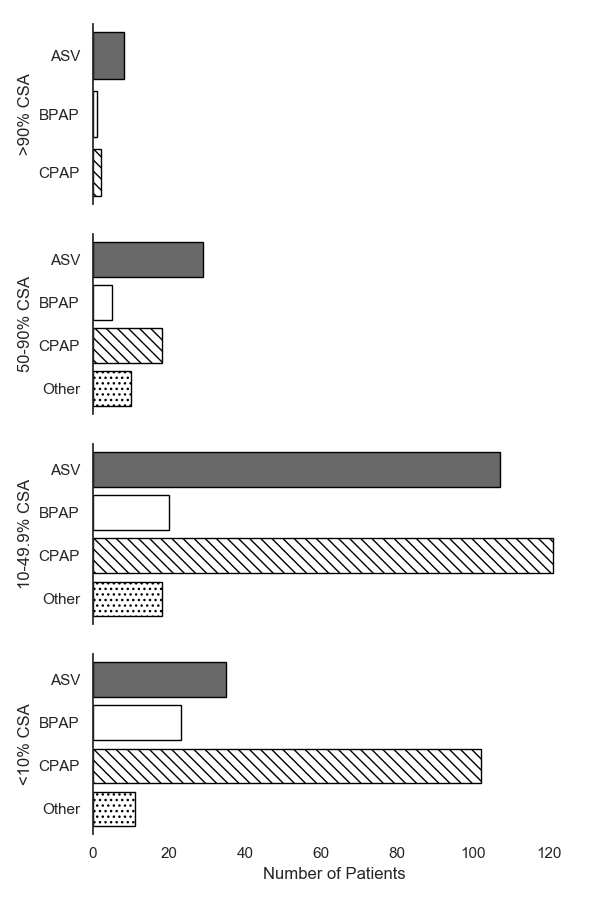 >90% CSA
ASV
BPAP
CPAP
50-90% CSA
ASV
BPAP
CPAP
Other
10-49.9% CSA
ASV
BPAP
CPAP
Other
<10% CSA
ASV
BPAP
CPAP
Other
0 20 40 60 80 100 120
Number of Patients